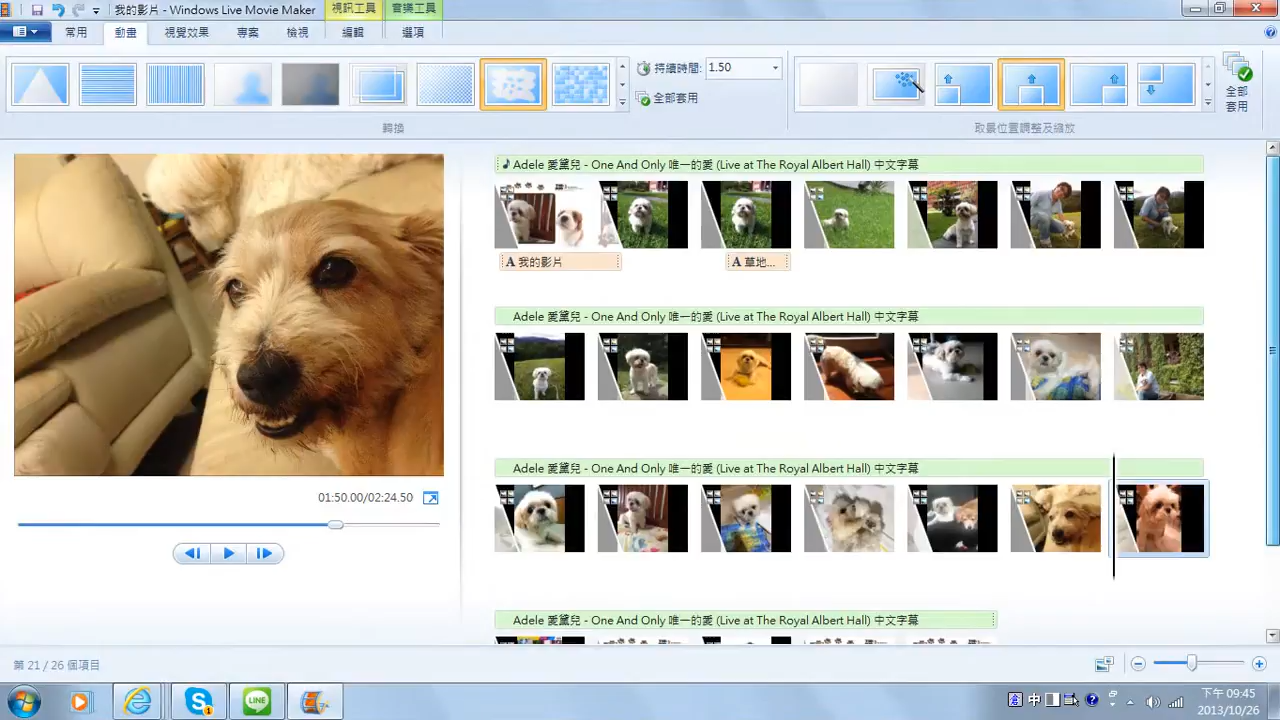 我的影片 - Windows Live Movie Maker
視訊工具
音樂工具
常用
動畫
視覺效果
專案
檢視
編輯
選項
持續時間: 1.50
全部套用
轉換
取景位置調整及縮放
全部
套用
Adele 愛黛兒 - One And Only 唯一的愛 (Live at The Royal Albert Hall) 中文字幕
A 我的影片
A 草地...
Adele 愛黛兒 - One And Only 唯一的愛 (Live at The Royal Albert Hall) 中文字幕
Adele 愛黛兒 - One And Only 唯一的愛 (Live at The Royal Albert Hall) 中文字幕
01:50.00/02:24.50
Adele 愛黛兒 - One And Only 唯一的愛 (Live at The Royal Albert Hall) 中文字幕
第 21 / 26 個項目
LINE
中
下午 09:45
2013/10/26